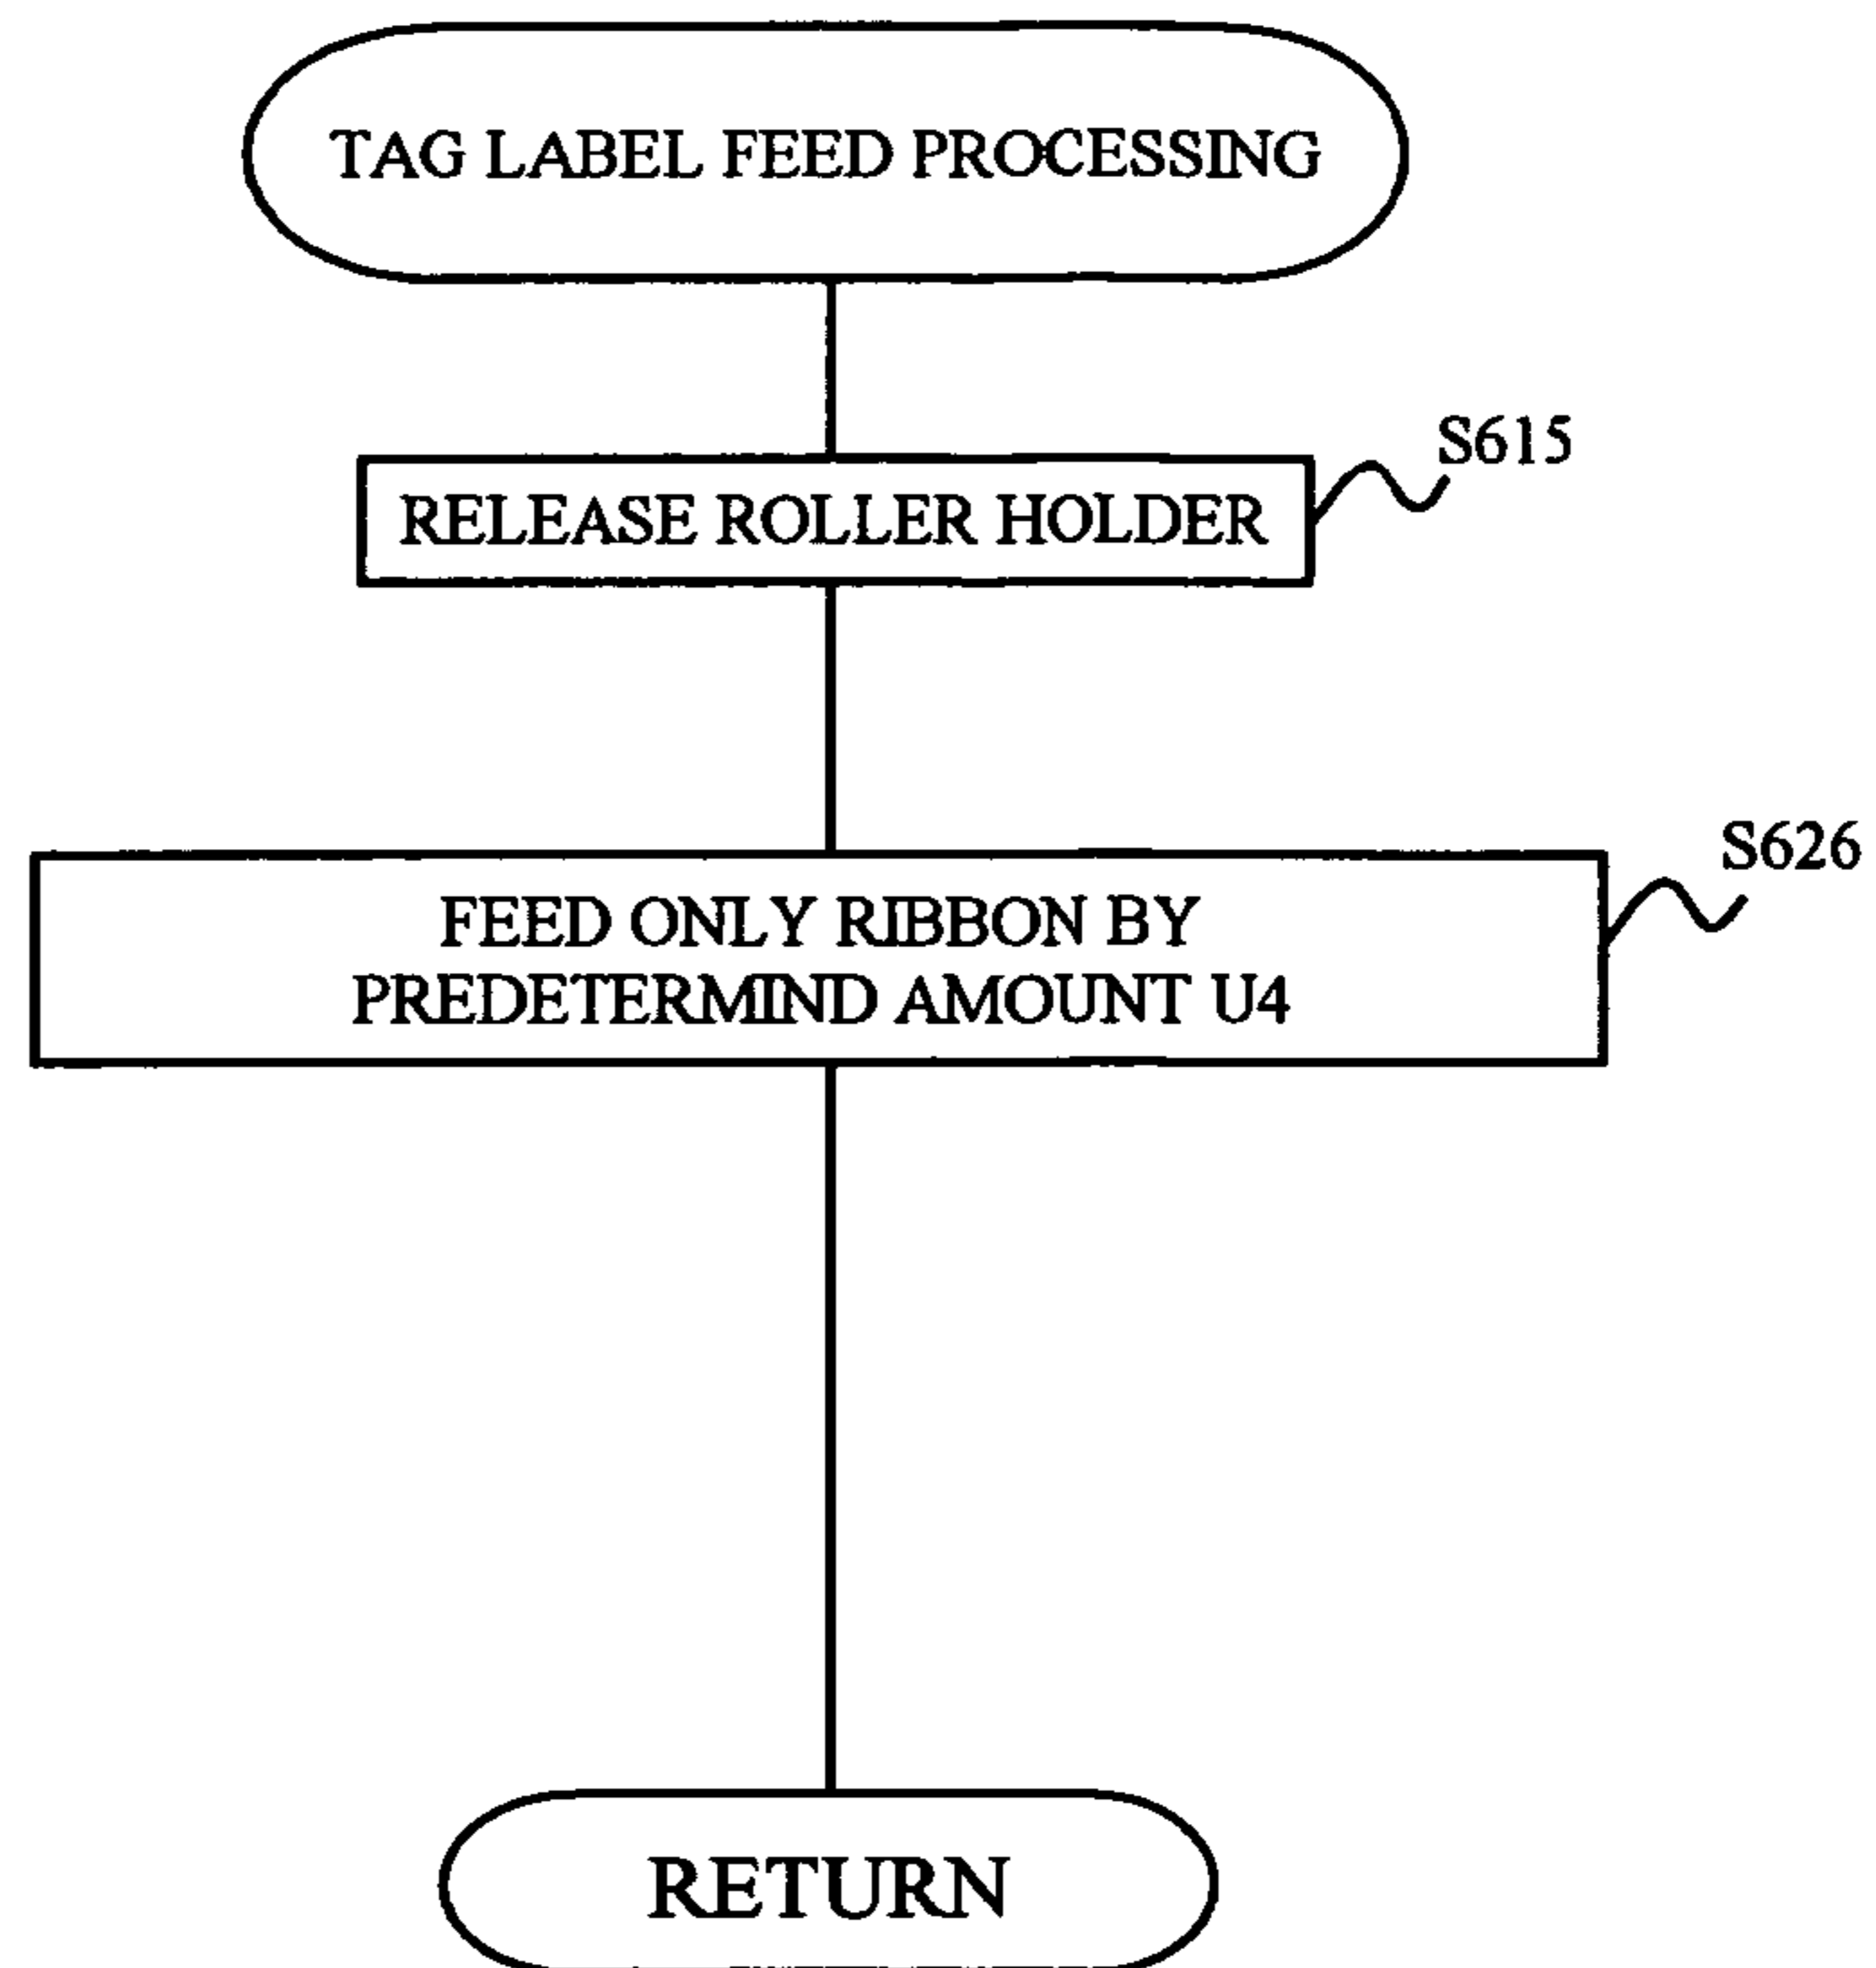 TAG LABEL FEED PROCESSING
S615
RELEASE ROLLER HOLDER
S626
FEED ONLY RIBBON BY
PREDETERMIND AMOUNT U4
RETURN